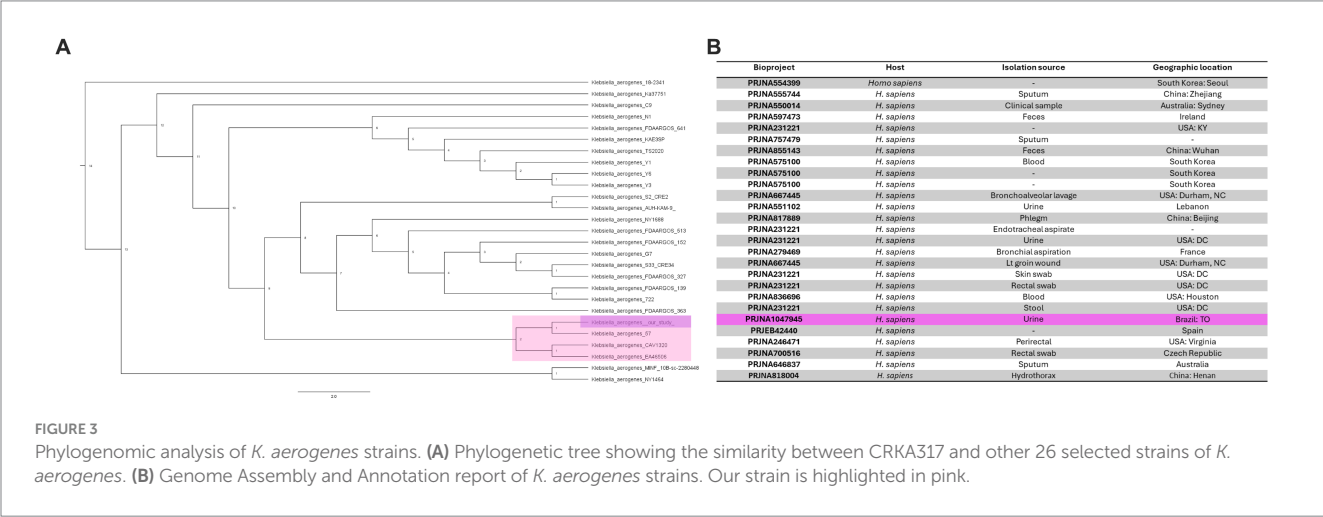 A
B
Klebsiella_aerogenes_18-2341
Klebsiella_aerogenes_Ka37751
Klebsiella_aerogenes_C9
Klebsiella_aerogenes_N1
Klebsiella_aerogenes_FDAARGOS_641
Klebsiella_aerogenes_KAE3SP
Klebsiella_aerogenes_TS2020
Klebsiella_aerogenes_Y1
Klebsiella_aerogenes_Y6
Klebsiella_aerogenes_Y3
Klebsiella_aerogenes_S2_CRE2
Klebsiella_aerogenes_AUH-KAM-9_
Klebsiella_aerogenes_NY1688
Klebsiella_aerogenes_FDAARGOS_513
Klebsiella_aerogenes_FDAARGOS_152
Klebsiella_aerogenes_G7
Klebsiella_aerogenes_S33_CRE34
Klebsiella_aerogenes_FDAARGOS_327
Klebsiella_aerogenes_FDAARGOS_139
Klebsiella_aerogenes_722
Klebsiella_aerogenes_FDAARGOS_363
Klebsiella_aerogenes__our_study_
Klebsiella_aerogenes_57
Klebsiella_aerogenes_CAV1320
Klebsiella_aerogenes_EA46506
Klebsiella_aerogenes_MINF_10B-sc-2280448
Klebsiella_aerogenes_NY1464
2.0
Bioproject Host Isolation source Geographic location
PRJNA554399 Homo sapiens - South Korea: Seoul
PRJNA555744 H. sapiens Sputum China: Zhejiang
PRJNA550014 H. sapiens Clinical sample Australia: Sydney
PRJNA597473 H. sapiens Feces Ireland
PRJNA231221 H. sapiens - USA: KY
PRJNA757479 H. sapiens Sputum -
PRJNA855143 H. sapiens Feces China: Wuhan
PRJNA575100 H. sapiens Blood South Korea
PRJNA575100 H. sapiens - South Korea
PRJNA575100 H. sapiens - South Korea
PRJNA667445 H. sapiens Bronchoalveolar lavage USA: Durham, NC
PRJNA551102 H. sapiens Urine Lebanon
PRJNA817889 H. sapiens Phlegm China: Beijing
PRJNA231221 H. sapiens Endotracheal aspirate -
PRJNA231221 H. sapiens Urine USA: DC
PRJNA279469 H. sapiens Bronchial aspiration France
PRJNA667445 H. sapiens Lt groin wound USA: Durham, NC
PRJNA231221 H. sapiens Skin swab USA: DC
PRJNA231221 H. sapiens Rectal swab USA: DC
PRJNA836696 H. sapiens Blood USA: Houston
PRJNA231221 H. sapiens Stool USA: DC
PRJNA1047945 H. sapiens Urine Brazil: TO
PRJEB42440 H. sapiens - Spain
PRJNA246471 H. sapiens Perirectal USA: Virginia
PRJNA700516 H. sapiens Rectal swab Czech Republic
PRJNA646837 H. sapiens Sputum Australia
PRJNA818004 H. sapiens Hydrothorax China: Henan
FIGURE 3
Phylogenomic analysis of K. aerogenes strains. (A) Phylogenetic tree showing the similarity between CRKA317 and other 26 selected strains of K.
aerogenes. (B) Genome Assembly and Annotation report of K. aerogenes strains. Our strain is highlighted in pink.